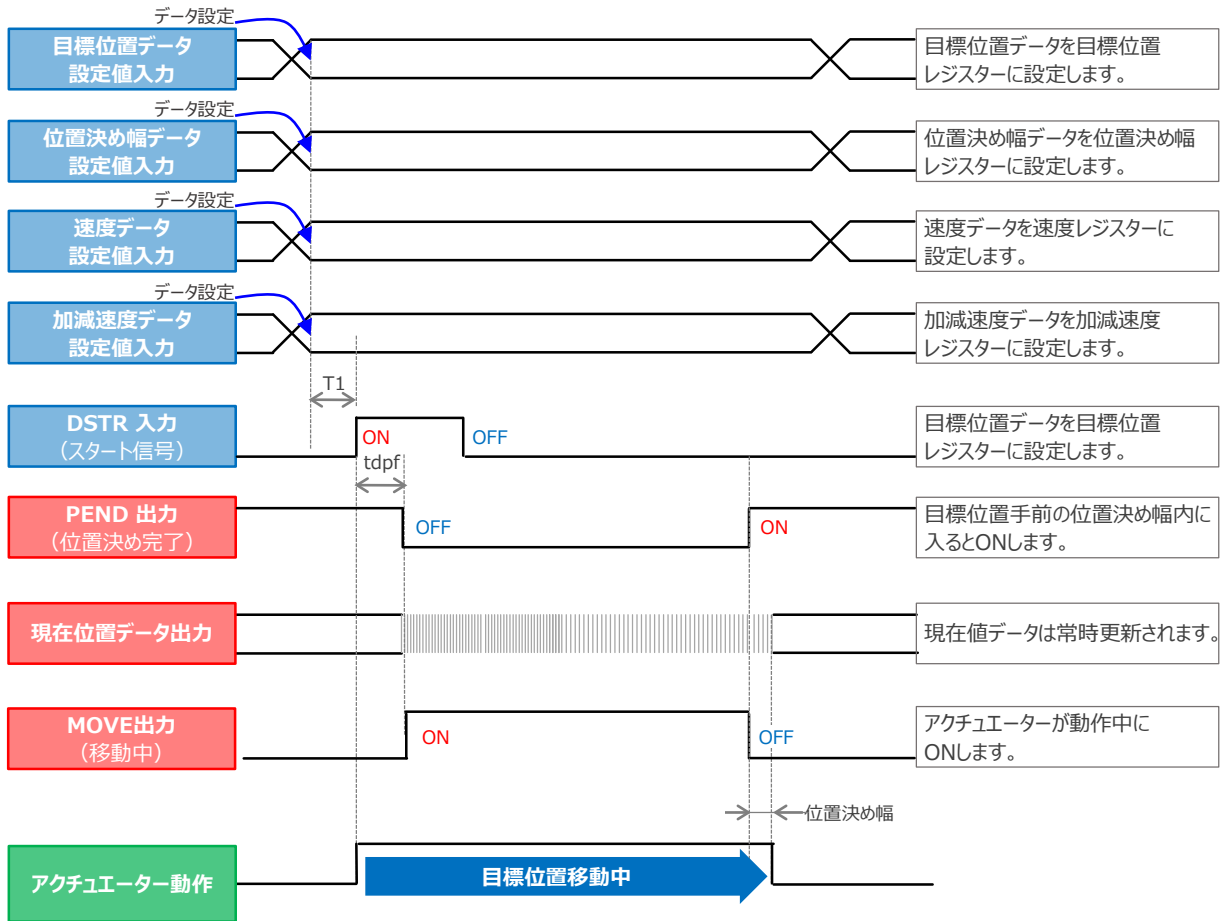 データ設定
目標位置データ
設定値入力
目標位置データを目標位置
レジスターに設定します。
データ設定
位置決め幅データ
設定値入力
位置決め幅データを位置決め幅
レジスターに設定します。
データ設定
速度データ
設定値入力
速度データを速度レジスターに
設定します。
データ設定
加減速度データ
設定値入力
加減速度データを加減速度
レジスターに設定します。
T1
DSTR 入力
（スタート信号）
ON
OFF
tdpf
目標位置データを目標位置
レジスターに設定します。
PEND 出力
（位置決め完了）
OFF
ON
目標位置手前の位置決め幅内に
入るとONします。
現在位置データ出力
現在値データは常時更新されます。
MOVE出力
（移動中）
ON
OFF
アクチュエーターが動作中に
ONします。
位置決め幅
アクチュエーター動作
目標位置移動中